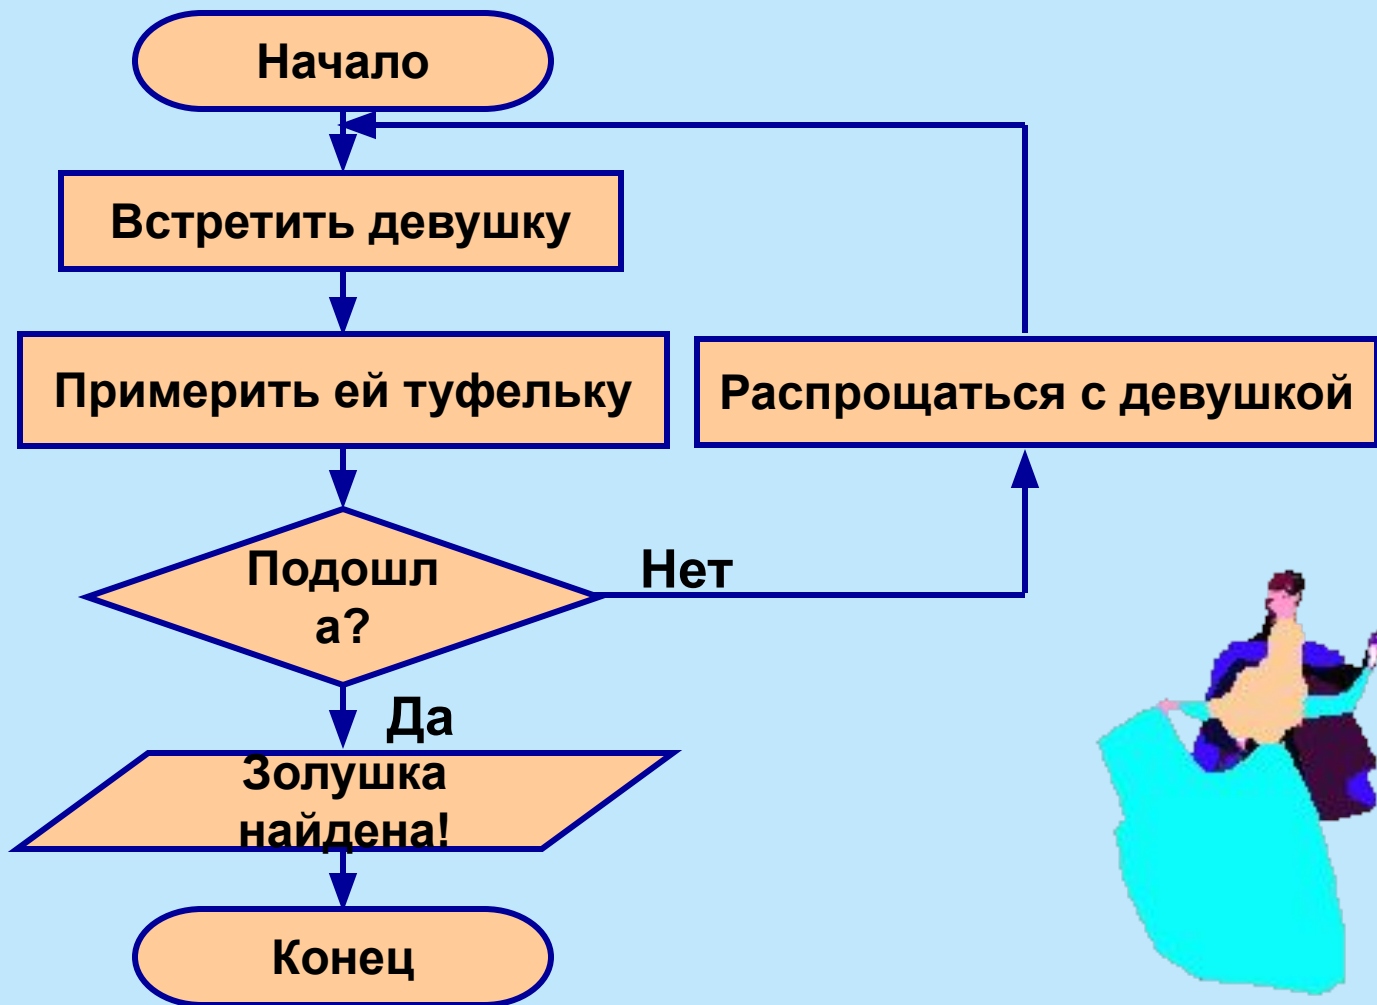 Начало
Встретить девушку
Примерить ей туфельку
Распрощаться с девушкой
Подошл
а?
Нет
Да
Золушка
найдена!
Конец